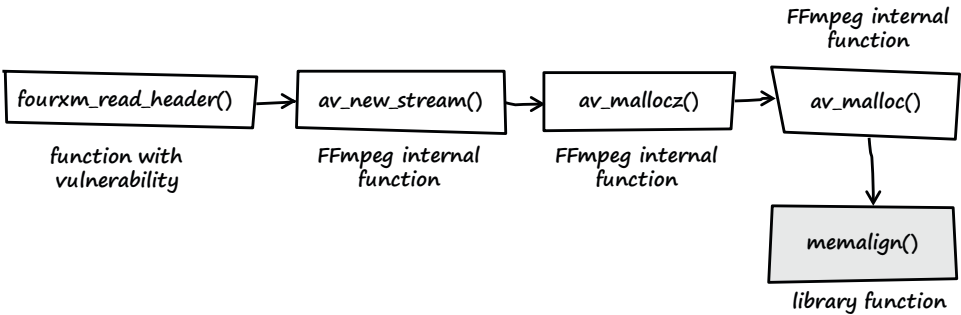 fourxm_read_header()
function with
vulnerability
av_new_stream()
FFmpeg internal
function
av_mallocz()
FFmpeg internal
function
FFmpeg internal
function
av_malloc()
memalign()
library function